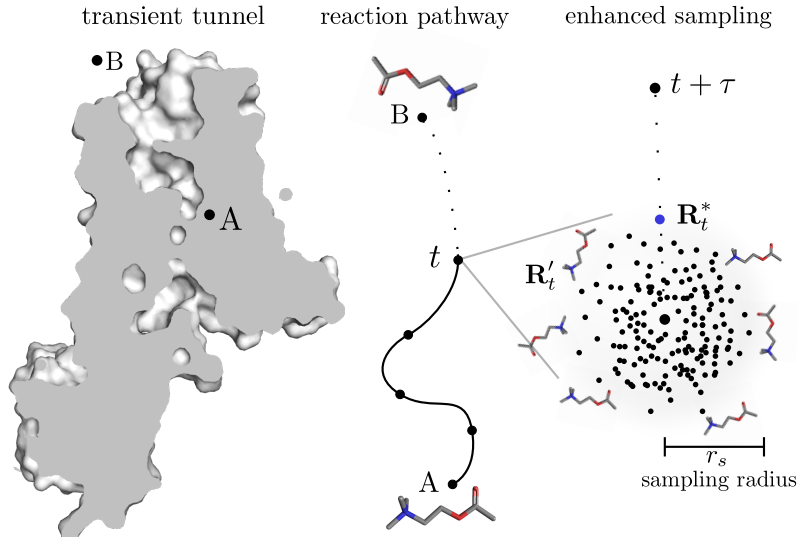 transient tunnel
B
A
reaction pathway
B
t
A
enhanced sampling
t + τ
R*t
R′t
rs
sampling radius